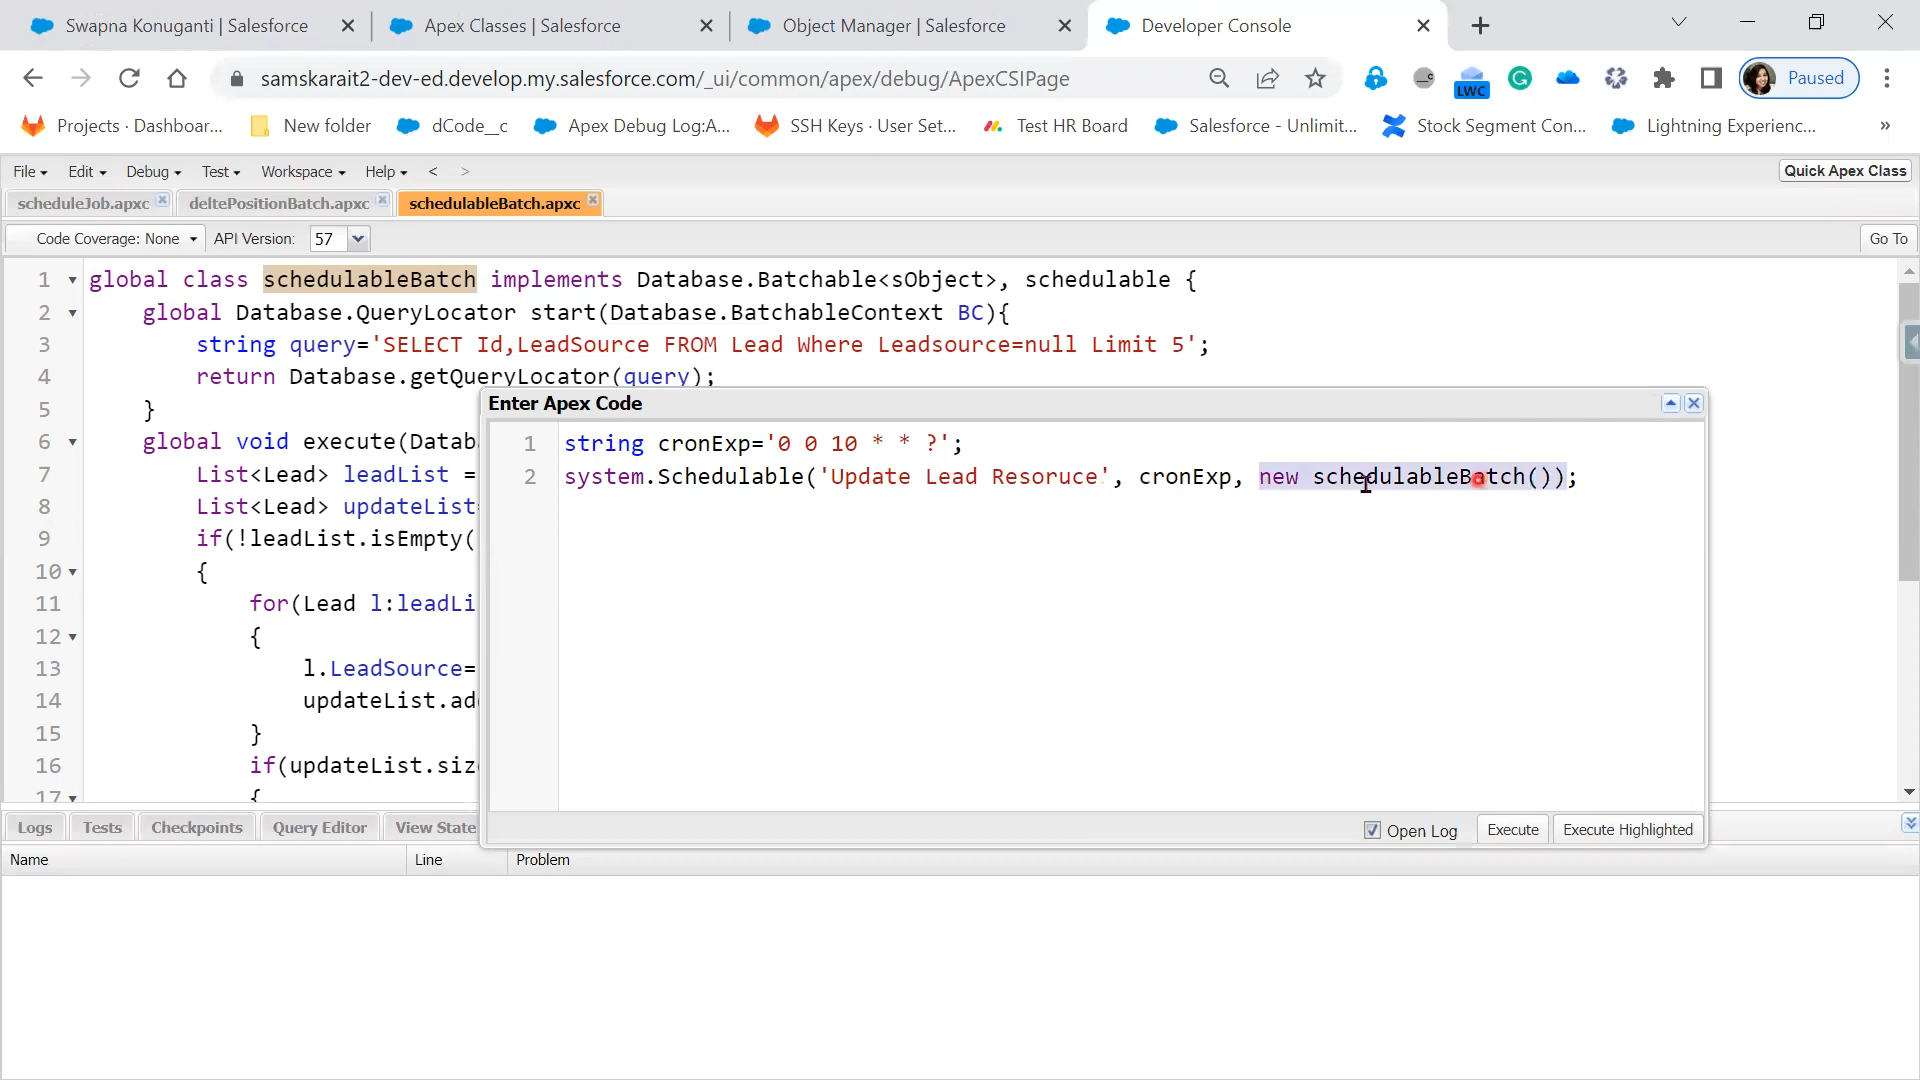 Swapna Konuganti | Salesforce
Apex Classes | Salesforce
Object Manager | Salesforce
Developer Console
samskarait2-dev-ed.develop.my.salesforce.com/_ui/common/apex/debug/ApexCSIPage
LWC
Paused
Projects · Dashboar...
New folder
dCode__c
Apex Debug Log:A...
SSH Keys · User Set...
Test HR Board
Salesforce - Unlimit...
Stock Segment Con...
Lightning Experienc...
»
File
Edit
Debug
Test
Workspace
Help
<
>
Quick Apex Class
scheduleJob.apxc
deltePositionBatch.apxc
schedulableBatch.apxc
Code Coverage: None
API Version:
57
Go To
1 global class schedulableBatch implements Database.Batchable<sObject>, schedulable {
2 global Database.QueryLocator start(Database.BatchableContext BC){
3 string query='SELECT Id,LeadSource FROM Lead Where Leadsource=null Limit 5';
4 return Database.getQueryLocator(query);
5 }
6 global void execute(Datab
7 List<Lead> leadList =
8 List<Lead> updateList=
9 if(!leadList.isEmpty(
10 {
11 for(Lead l:leadLi
12 {
13 l.LeadSource=
14 updateList.ad
15 }
16 if(updateList.siz
17 {
Enter Apex Code
1 string cronExp='0 0 10 * * ?';
2 system.Schedulable('Update Lead Resoruce', cronExp, new schedulableBatch());
Open Log
Execute
Execute Highlighted
Logs
Tests
Checkpoints
Query Editor
View State
Name
Line
Problem